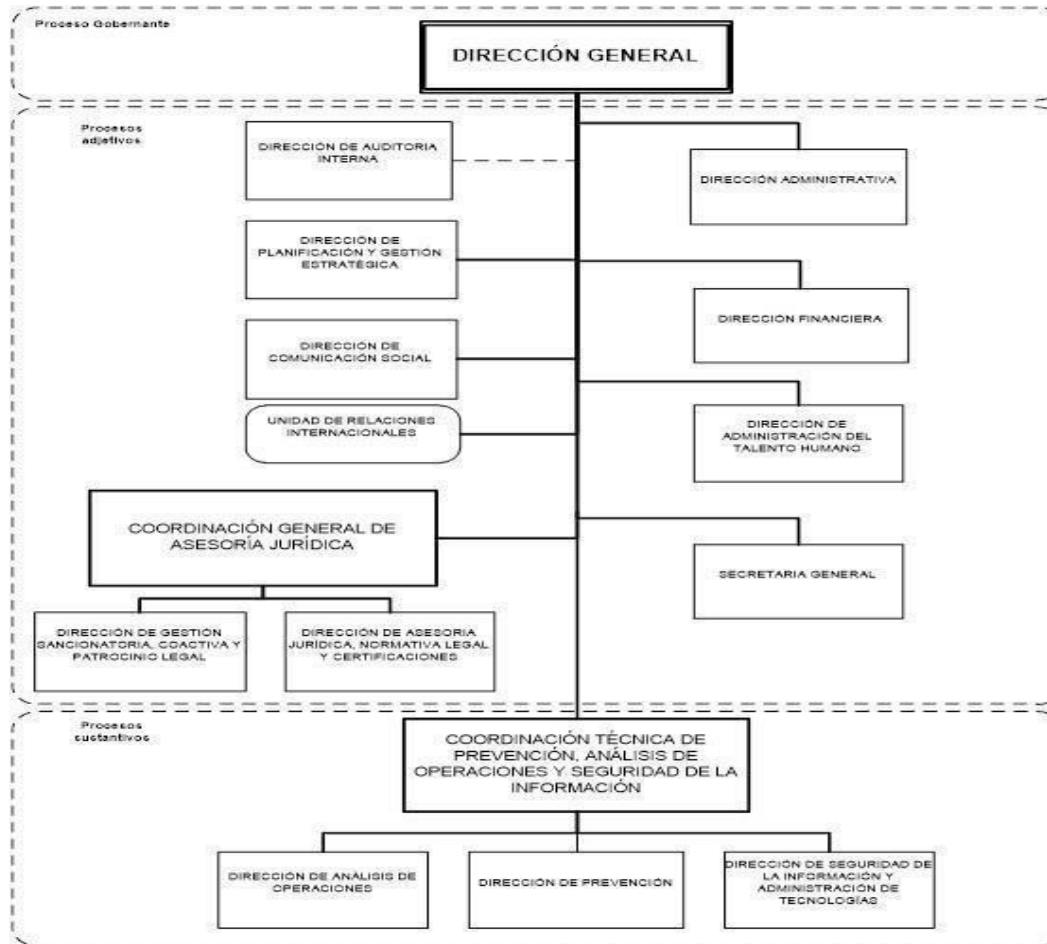 Proceso Gobernante
DIRECCIÓN GENERAL
Procesos
adjetivos
DIRECCIÓN DE AUDITORIA
INTERNA
DIRECCIÓN ADMINISTRATIVA
DIRECCIÓN DE
PLANIFICACIÓN Y GESTIÓN
ESTRATÉGICA
DIRECCIÓN FINANCIERA
DIRECCIÓN DE
COMUNICACIÓN SOCIAL
UNIDAD DE RELACIONES
INTERNACIONALES
DIRECCIÓN DE
ADMINISTRACIÓN DEL
TALENTO HUMANO
COORDINACIÓN GENERAL DE
ASESORÍA JURÍDICA
SECRETARIA GENERAL
DIRECCIÓN DE GESTIÓN
SANCIONATORIA, COACTIVA Y
PATROCINIO LEGAL
DIRECCIÓN DE ASESORIA
JURÍDICA, NORMATIVA LEGAL
Y CERTIFICACIONES
Procesos
sustantivos
COORDINACIÓN TÉCNICA DE
PREVENCIÓN, ANÁLISIS DE
OPERACIONES Y SEGURIDAD DE LA
INFORMACIÓN
DIRECCIÓN DE ANÁLISIS DE
OPERACIONES
DIRECCIÓN DE PREVENCIÓN
DIRECCIÓN DE SEGURIDAD DE
LA INFORMACIÓN Y
ADMINISTRACIÓN DE
TECNOLOGÍAS